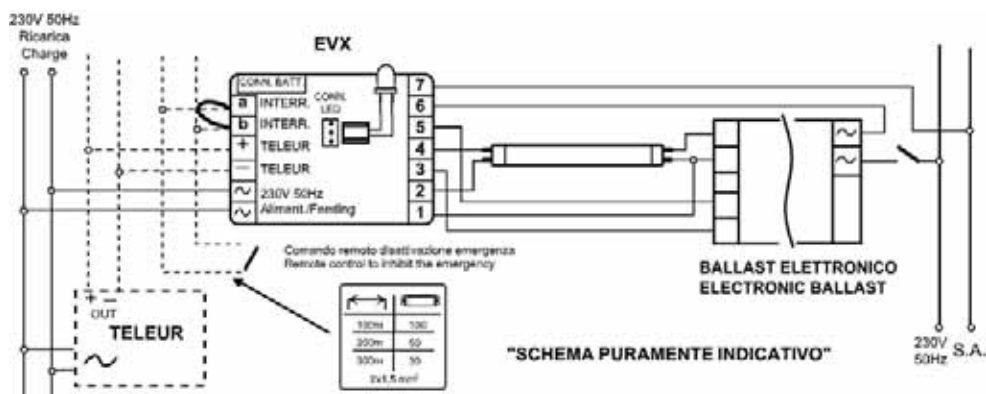 230V 50Hz
Ricarica
Charge
EVX
CONN. BATT.
a INTERR.
b INTERR.
+ TELEUR
— TELEUR
~ 230V 50Hz
~ Aliment./Feeding
CONN.
LED
7
6
5
4
3
2
1
~
~
Comando remoto disattivazione emergenza
Remote control to inhibit the emergency
+ —
OUT
TELEUR
~
100m 100
200m 50
300m 30
2x1,5 mm²
BALLAST ELETTRONICO
ELECTRONIC BALLAST
"SCHEMA PURAMENTE INDICATIVO"
230V
50Hz
S.A.